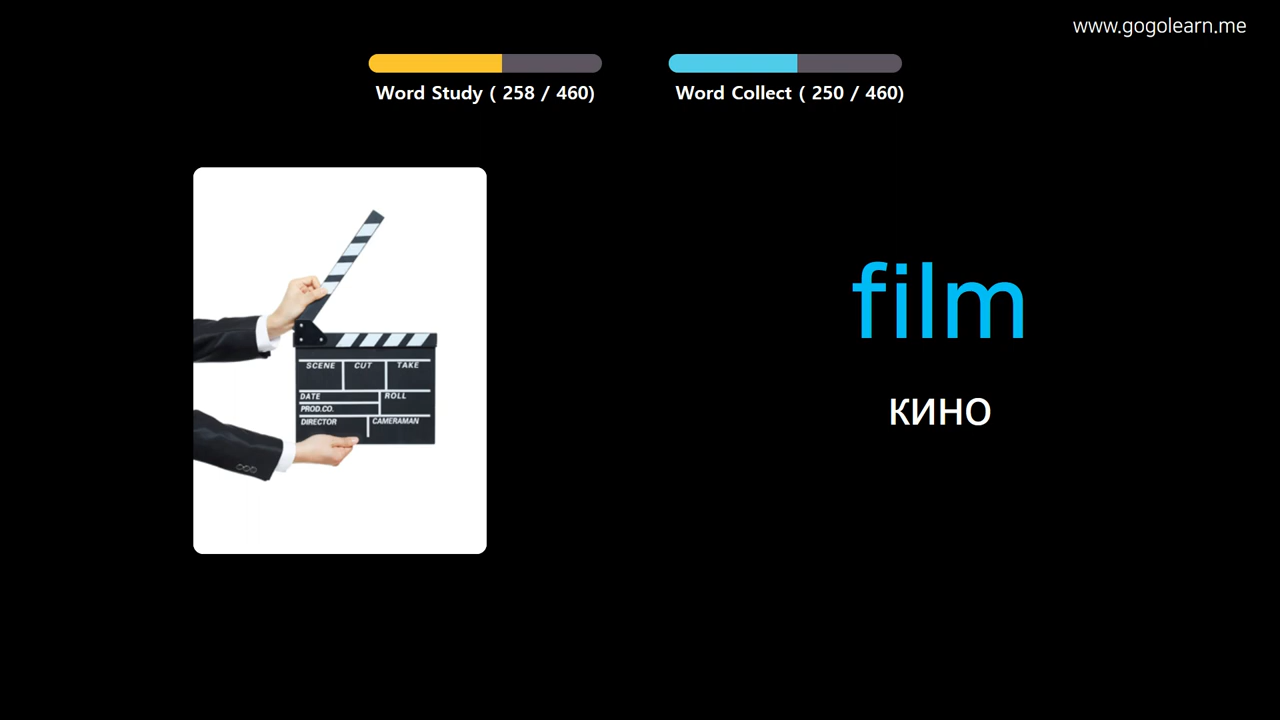 www.gogolearn.me
Word Study ( 258 / 460)
Word Collect ( 250 / 460)
SCENE CUT TAKE
DATE ROLL
PROD.CO.
DIRECTOR CAMERAMAN
film
кино